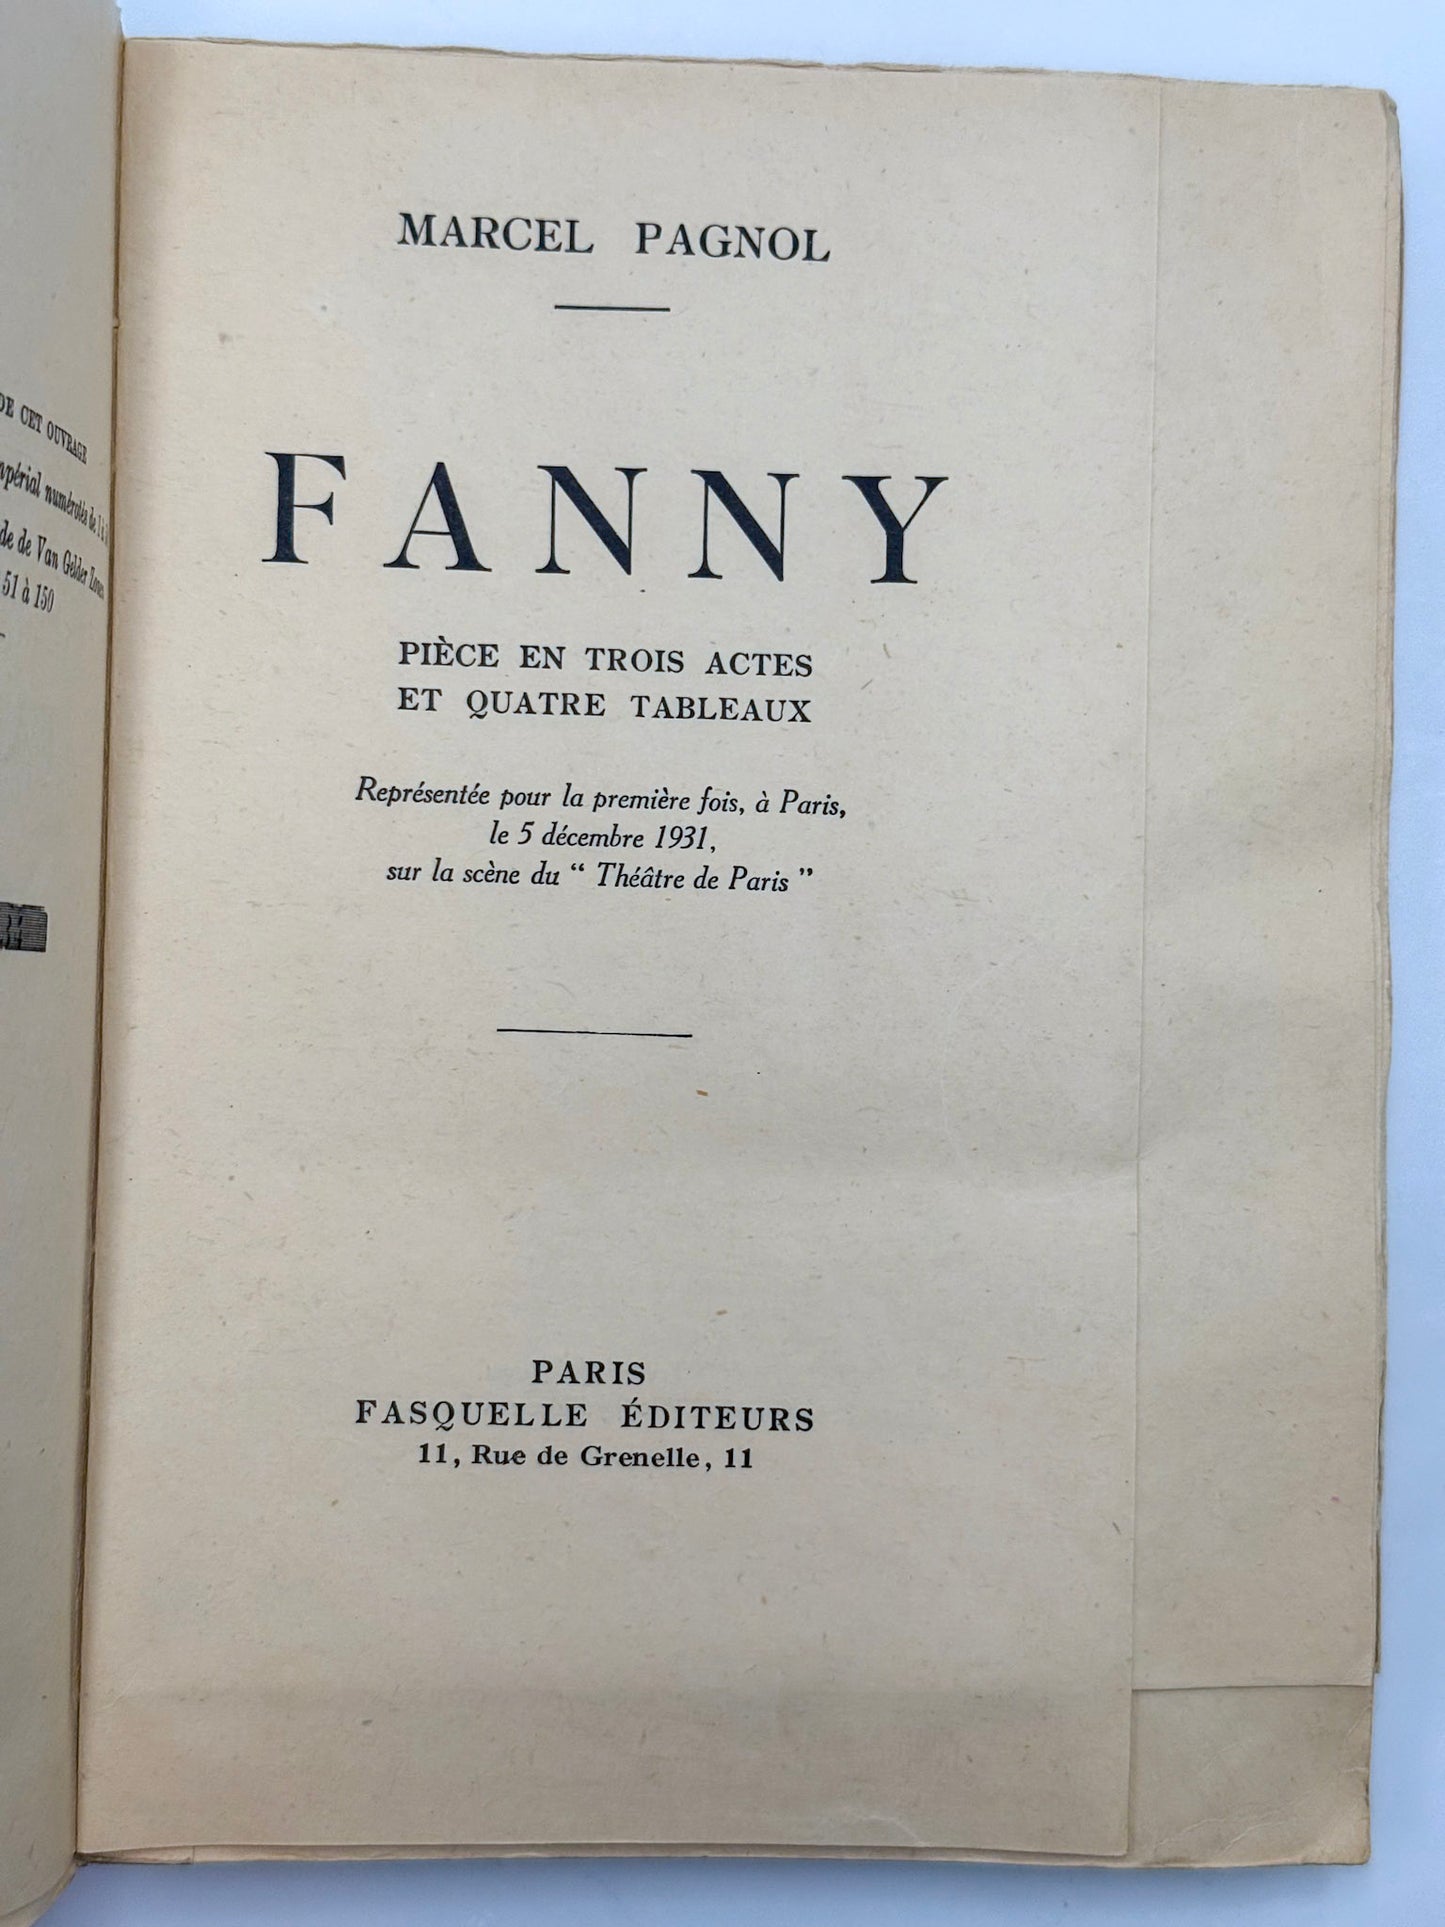 DE CET OUVRAGE
numérotés de 1 à
de de Van Gelder
51 à 150
MARCEL PAGNOL
FANNY
PIÈCE EN TROIS ACTES
ET QUATRE TABLEAUX
Représentée pour la première fois, à Paris,
le 5 décembre 1931,
sur la scène du “ Théâtre de Paris ”
PARIS
FASQUELLE ÉDITEURS
11, Rue de Grenelle, 11